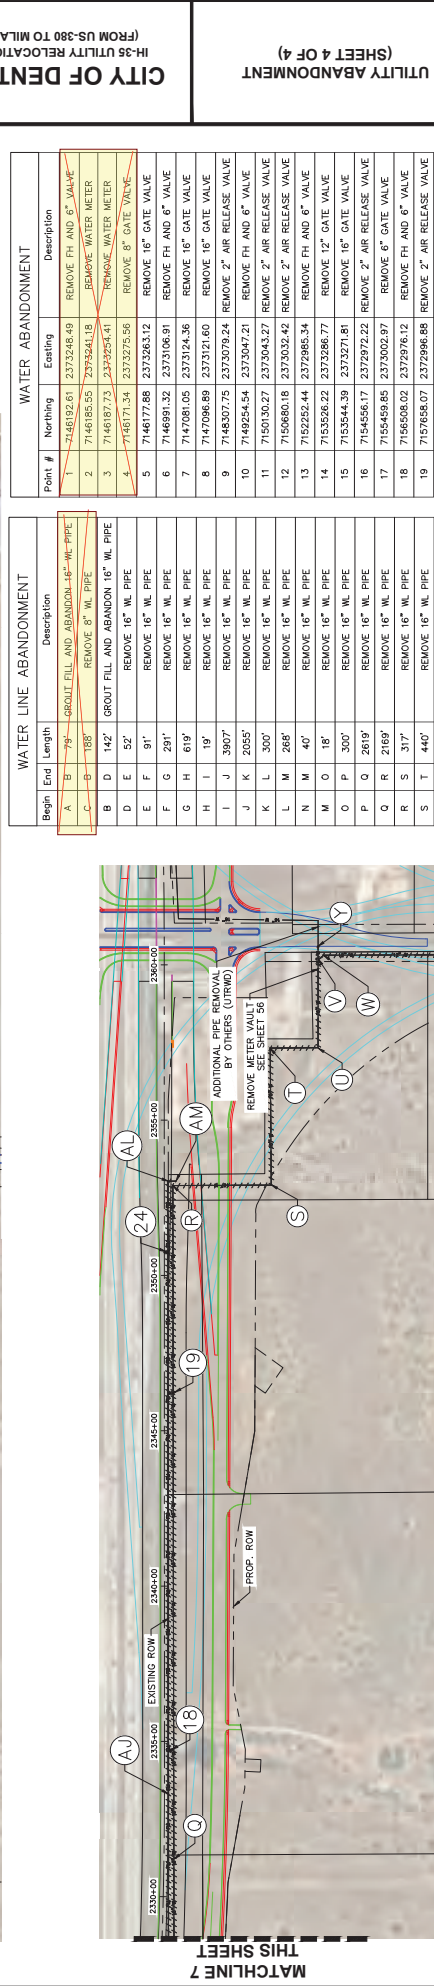 CITY OF DENT
IH-35 UTILITY RELOCATIO
(FROM US-380 TO MILA
UTILITY ABANDONMENT
(SHEET 4 OF 4)
WATER LINE ABANDONMENT
Begin End Length Description
A B 79' GROUT FILL AND ABANDON 16" WL PIPE
C B 188' REMOVE 8" WL PIPE
B D 142' GROUT FILL AND ABANDON 16" WL PIPE
D E 52' REMOVE 16" WL PIPE
E F 91' REMOVE 16" WL PIPE
F G 291' REMOVE 16" WL PIPE
G H 619' REMOVE 16" WL PIPE
H I 19' REMOVE 16" WL PIPE
I J 3907' REMOVE 16" WL PIPE
J K 2055' REMOVE 16" WL PIPE
K L 300' REMOVE 16" WL PIPE
L M 268' REMOVE 16" WL PIPE
N M 40' REMOVE 16" WL PIPE
M O 18' REMOVE 16" WL PIPE
O P 300' REMOVE 16" WL PIPE
P Q 2619' REMOVE 16" WL PIPE
Q R 2169' REMOVE 16" WL PIPE
R S 317' REMOVE 16" WL PIPE
S T 440' REMOVE 16" WL PIPE
WATER ABANDONMENT
Point # Northing Easting Description
1 7146192.61 2373248.49 REMOVE FH AND 6" VALVE
2 7146185.55 2373241.18 REMOVE WATER METER
3 7146187.73 2373254.41 REMOVE WATER METER
4 7146171.34 2373275.56 REMOVE 8" GATE VALVE
5 7146177.88 2373263.12 REMOVE 16" GATE VALVE
6 7146991.32 2373106.91 REMOVE FH AND 6" VALVE
7 7147081.05 2373124.36 REMOVE 16" GATE VALVE
8 7147096.89 2373121.60 REMOVE 16" GATE VALVE
9 7148307.75 2373079.24 REMOVE 2" AIR RELEASE VALVE
10 7149254.54 2373047.21 REMOVE FH AND 6" VALVE
11 7150130.27 2373043.27 REMOVE 2" AIR RELEASE VALVE
12 7150680.18 2373032.42 REMOVE 2" AIR RELEASE VALVE
13 7152252.44 2372985.34 REMOVE FH AND 6" VALVE
14 7153526.22 2373286.77 REMOVE 12" GATE VALVE
15 7153544.39 2373271.81 REMOVE FH AND 6" VALVE
16 7154556.17 2372972.22 REMOVE 2" AIR RELEASE VALVE
17 7155459.85 2373002.97 REMOVE 6" GATE VALVE
18 7156508.02 2372976.12 REMOVE FH AND 6" VALVE
19 7157658.07 2372996.88 REMOVE 2" AIR RELEASE VALVE
MATCHLINE 7
THIS SHEET
2330+00
2335+00
2340+00
2345+00
2350+00
2355+00
2360+00
EXISTING ROW
PROP. ROW
AJ
18
Q
19
24
AL
AM
R
S
T
U
V
W
Y
ADDITIONAL PIPE REMOVAL
BY OTHERS (UTRWD)
REMOVE METER VAULT
SEE SHEET 56